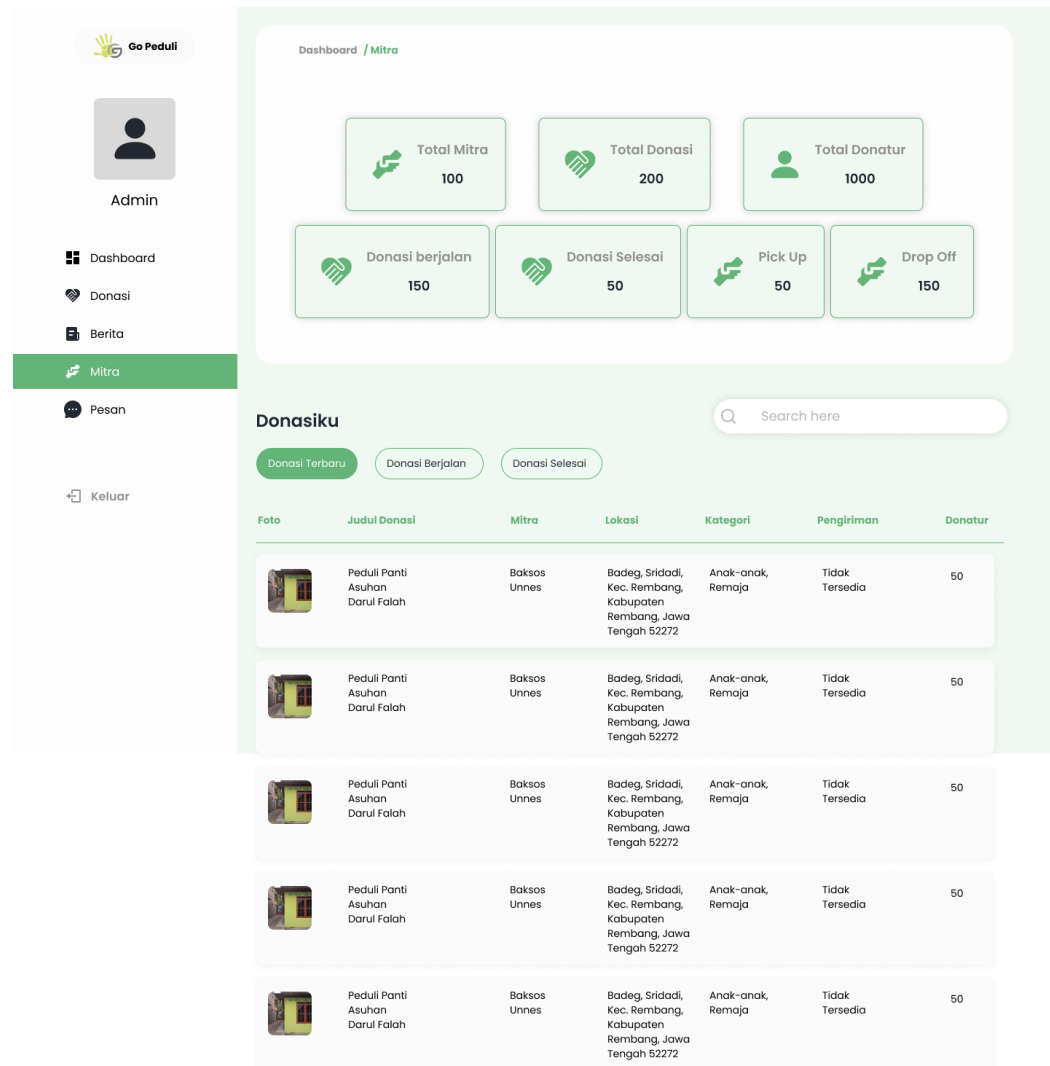 Go Peduli
Admin
Dashboard
Donasi
Berita
Mitra
Pesan
Keluar
Dashboard / Mitra
Total Mitra
100
Total Donasi
200
Total Donatur
1000
Donasi berjalan
150
Donasi Selesai
50
Pick Up
50
Drop Off
150
Donasiku
Search here
Donasi Terbaru
Donasi Berjalan
Donasi Selesai
Foto Judul Donasi Mitra Lokasi Kategori Pengiriman Donatur
Peduli Panti Baksos Badeg, Sridadi, Anak-anak, Tidak 50
Asuhan Unnes Kec. Rembang, Remaja Tersedia
Darul Falah Kabupaten
Rembang, Jawa
Tengah 52272
Peduli Panti Baksos Badeg, Sridadi, Anak-anak, Tidak 50
Asuhan Unnes Kec. Rembang, Remaja Tersedia
Darul Falah Kabupaten
Rembang, Jawa
Tengah 52272
Peduli Panti Baksos Badeg, Sridadi, Anak-anak, Tidak 50
Asuhan Unnes Kec. Rembang, Remaja Tersedia
Darul Falah Kabupaten
Rembang, Jawa
Tengah 52272
Peduli Panti Baksos Badeg, Sridadi, Anak-anak, Tidak 50
Asuhan Unnes Kec. Rembang, Remaja Tersedia
Darul Falah Kabupaten
Rembang, Jawa
Tengah 52272
Peduli Panti Baksos Badeg, Sridadi, Anak-anak, Tidak 50
Asuhan Unnes Kec. Rembang, Remaja Tersedia
Darul Falah Kabupaten
Rembang, Jawa
Tengah 52272